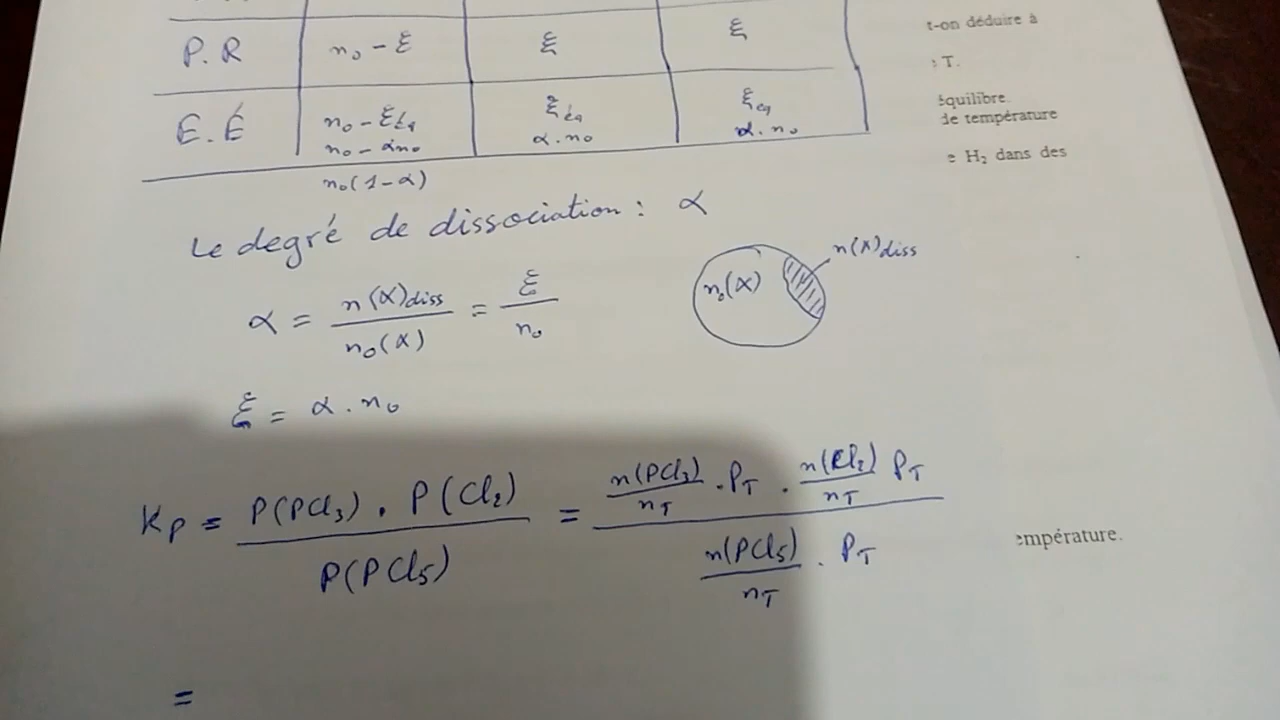 P.R n₀ - ξ ξ ξ
E.É n₀ - ξéq ξéq ξeq
n₀ - αn₀ α.n₀ α.n₀
n₀(1-α)
Le degré de dissociation : α
α = n(X)diss / n₀(X) = ξ / n₀
n₀(X) n(X)diss
ξ = α . n₀
Kp = P(PCl₃) . P(Cl₂) / P(PCl₅) = n(PCl₃)/nT . PT . n(Cl₂)/nT PT / n(PCl₅)/nT . PT
=
t-on déduire à
T.
équilibre.
de température
e H₂ dans des
empérature.